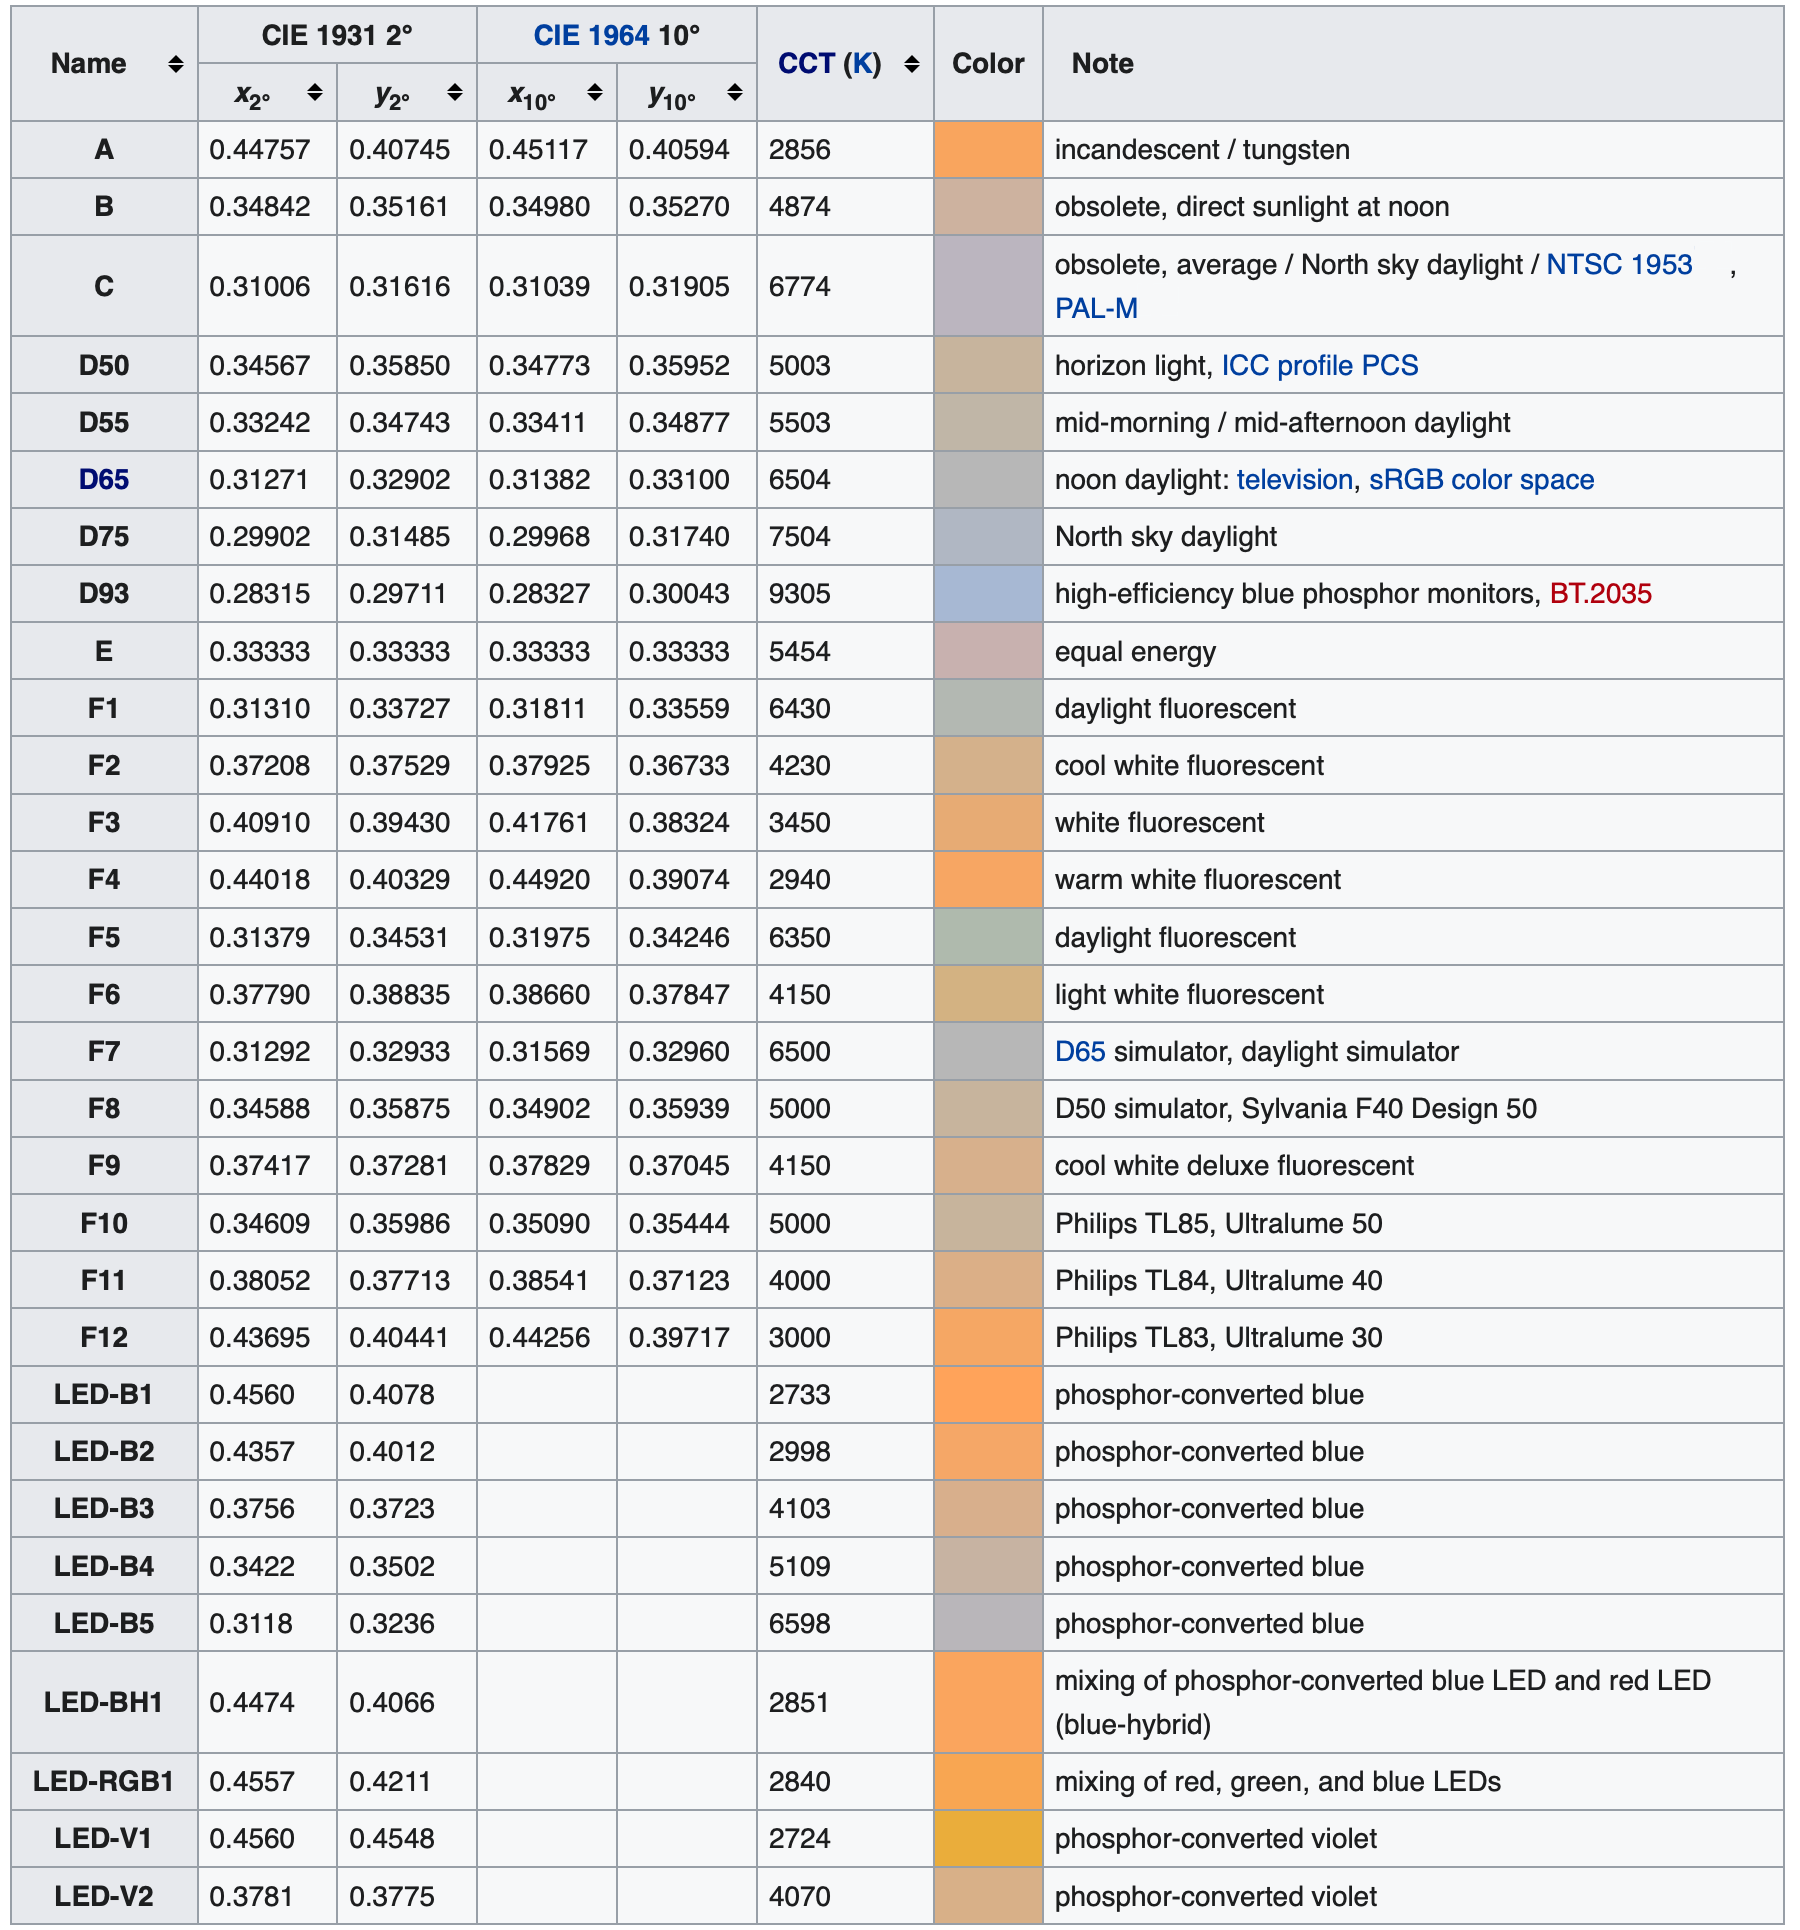 Name CIE 1931 2° CIE 1964 10° CCT (K) Color Note
x2° y2° x10° y10°
A 0.44757 0.40745 0.45117 0.40594 2856 incandescent / tungsten
B 0.34842 0.35161 0.34980 0.35270 4874 obsolete, direct sunlight at noon
C 0.31006 0.31616 0.31039 0.31905 6774 obsolete, average / North sky daylight / NTSC 1953 ,
PAL-M
D50 0.34567 0.35850 0.34773 0.35952 5003 horizon light, ICC profile PCS
D55 0.33242 0.34743 0.33411 0.34877 5503 mid-morning / mid-afternoon daylight
D65 0.31271 0.32902 0.31382 0.33100 6504 noon daylight: television, sRGB color space
D75 0.29902 0.31485 0.29968 0.31740 7504 North sky daylight
D93 0.28315 0.29711 0.28327 0.30043 9305 high-efficiency blue phosphor monitors, BT.2035
E 0.33333 0.33333 0.33333 0.33333 5454 equal energy
F1 0.31310 0.33727 0.31811 0.33559 6430 daylight fluorescent
F2 0.37208 0.37529 0.37925 0.36733 4230 cool white fluorescent
F3 0.40910 0.39430 0.41761 0.38324 3450 white fluorescent
F4 0.44018 0.40329 0.44920 0.39074 2940 warm white fluorescent
F5 0.31379 0.34531 0.31975 0.34246 6350 daylight fluorescent
F6 0.37790 0.38835 0.38660 0.37847 4150 light white fluorescent
F7 0.31292 0.32933 0.31569 0.32960 6500 D65 simulator, daylight simulator
F8 0.34588 0.35875 0.34902 0.35939 5000 D50 simulator, Sylvania F40 Design 50
F9 0.37417 0.37281 0.37829 0.37045 4150 cool white deluxe fluorescent
F10 0.34609 0.35986 0.35090 0.35444 5000 Philips TL85, Ultralume 50
F11 0.38052 0.37713 0.38541 0.37123 4000 Philips TL84, Ultralume 40
F12 0.43695 0.40441 0.44256 0.39717 3000 Philips TL83, Ultralume 30
LED-B1 0.4560 0.4078 2733 phosphor-converted blue
LED-B2 0.4357 0.4012 2998 phosphor-converted blue
LED-B3 0.3756 0.3723 4103 phosphor-converted blue
LED-B4 0.3422 0.3502 5109 phosphor-converted blue
LED-B5 0.3118 0.3236 6598 phosphor-converted blue
LED-BH1 0.4474 0.4066 2851 mixing of phosphor-converted blue LED and red LED
(blue-hybrid)
LED-RGB1 0.4557 0.4211 2840 mixing of red, green, and blue LEDs
LED-V1 0.4560 0.4548 2724 phosphor-converted violet
LED-V2 0.3781 0.3775 4070 phosphor-converted violet